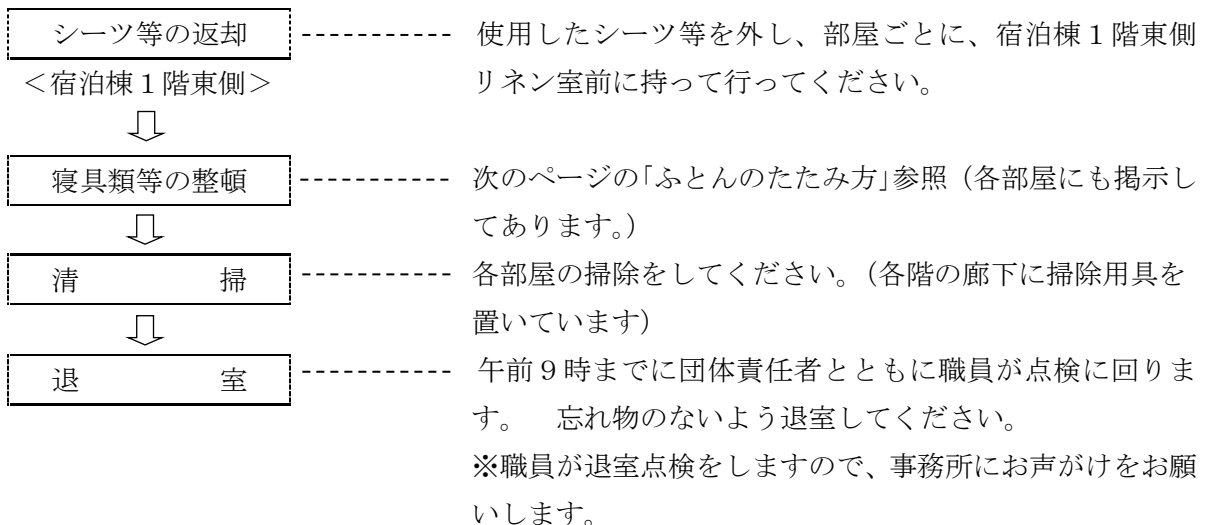 シーツ等の返却 ----------- 使用したシーツ等を外し、部屋ごとに、宿泊棟１階東側
＜宿泊棟１階東側＞ リネン室前に持って行ってください。
寝具類等の整頓 ----------- 次のページの「ふとんのたたみ方」参照（各部屋にも掲示し
てあります。）
清　　　　掃 ----------- 各部屋の掃除をしてください。（各階の廊下に掃除用具を
置いています）
退　　　　室 ----------- 午前９時までに団体責任者とともに職員が点検に回りま
す。　忘れ物のないよう退室してください。
※職員が退室点検をしますので、事務所にお声がけをお願
いします。